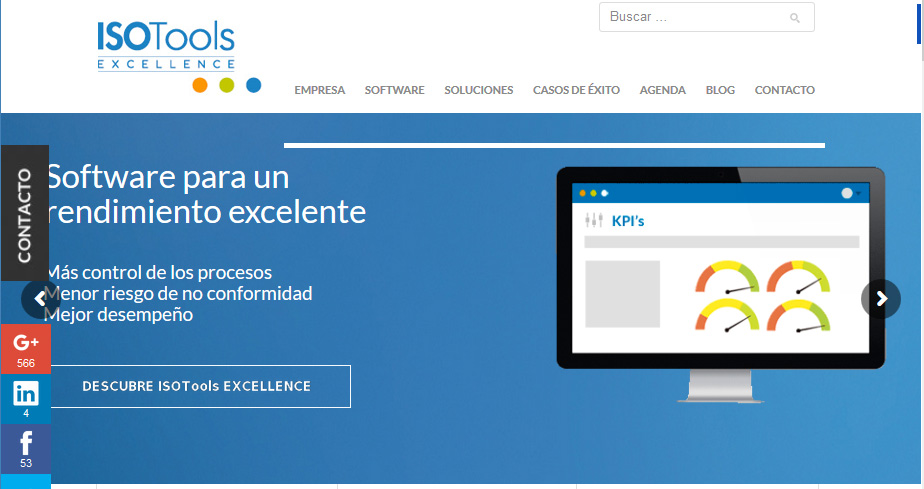 ISOTools
EXCELLENCE
Buscar ...
EMPRESA SOFTWARE SOLUCIONES CASOS DE ÉXITO AGENDA BLOG CONTACTO
CONTACTO
Software para un
rendimiento excelente
Más control de los procesos
Menor riesgo de no conformidad
Mejor desempeño
DESCUBRE ISOTools EXCELLENCE
KPI's
G+
566
in
4
f
53